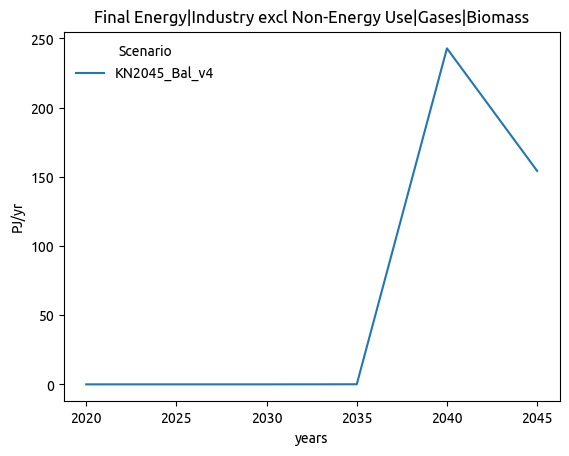 Final Energy|Industry excl Non-Energy Use|Gases|Biomass
Scenario
KN2045_Bal_v4
PJ/yr
250
200
150
100
50
0
2020 2025 2030 2035 2040 2045
years